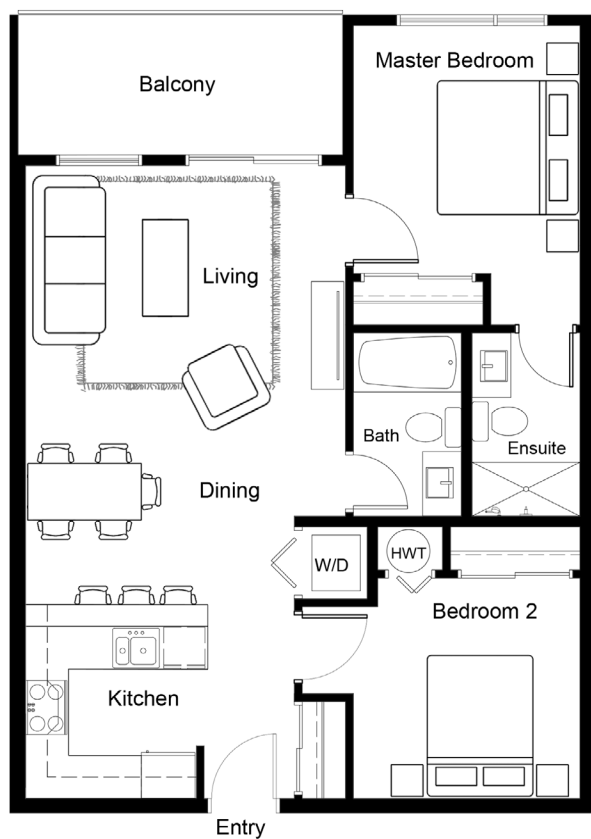 Master Bedroom
Balcony
Living
Bath
Ensuite
Dining
W/D
HWT
Bedroom 2
Kitchen
Entry